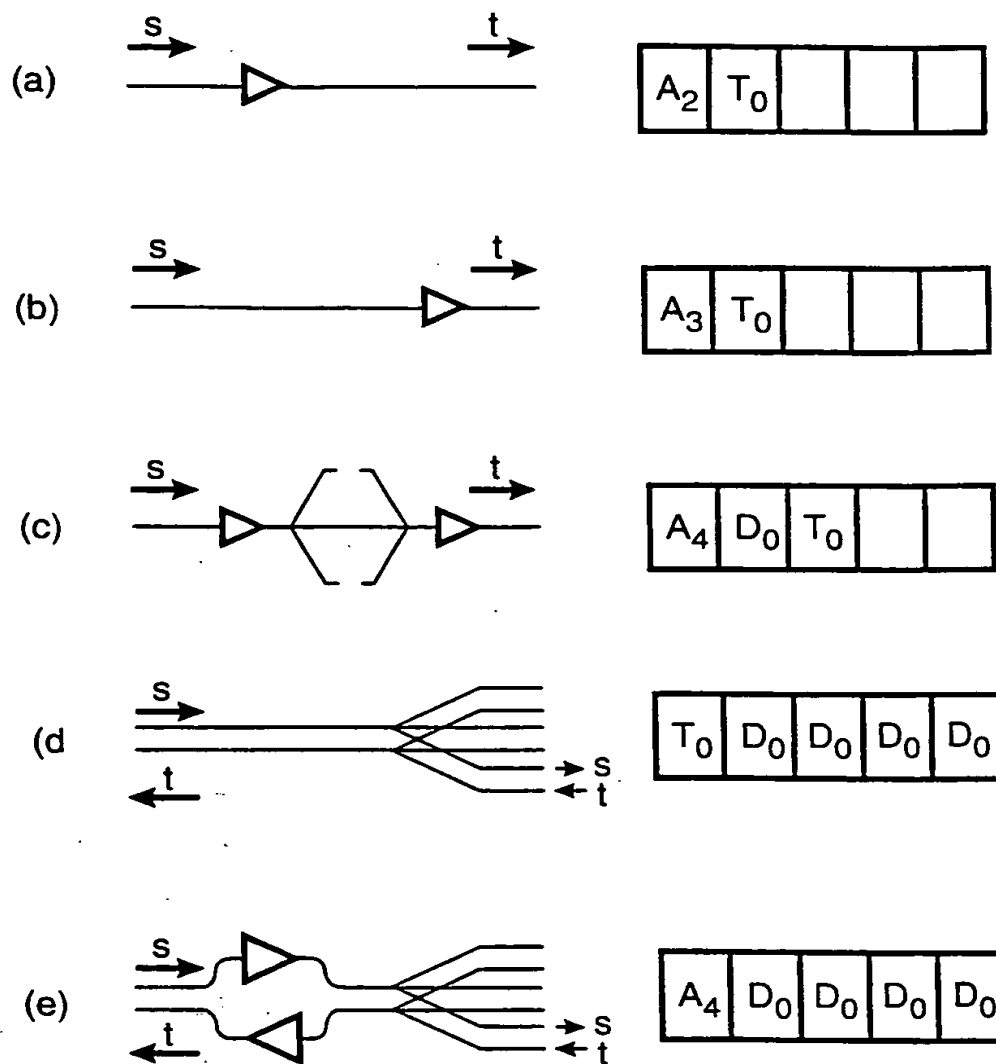 s t
(a) A2 T0
s t
(b) A3 T0
s t
(c) A4 D0 T0
s
(d T0 D0 D0 D0 D0
s
t t
s
(e) A4 D0 D0 D0 D0
s
t t